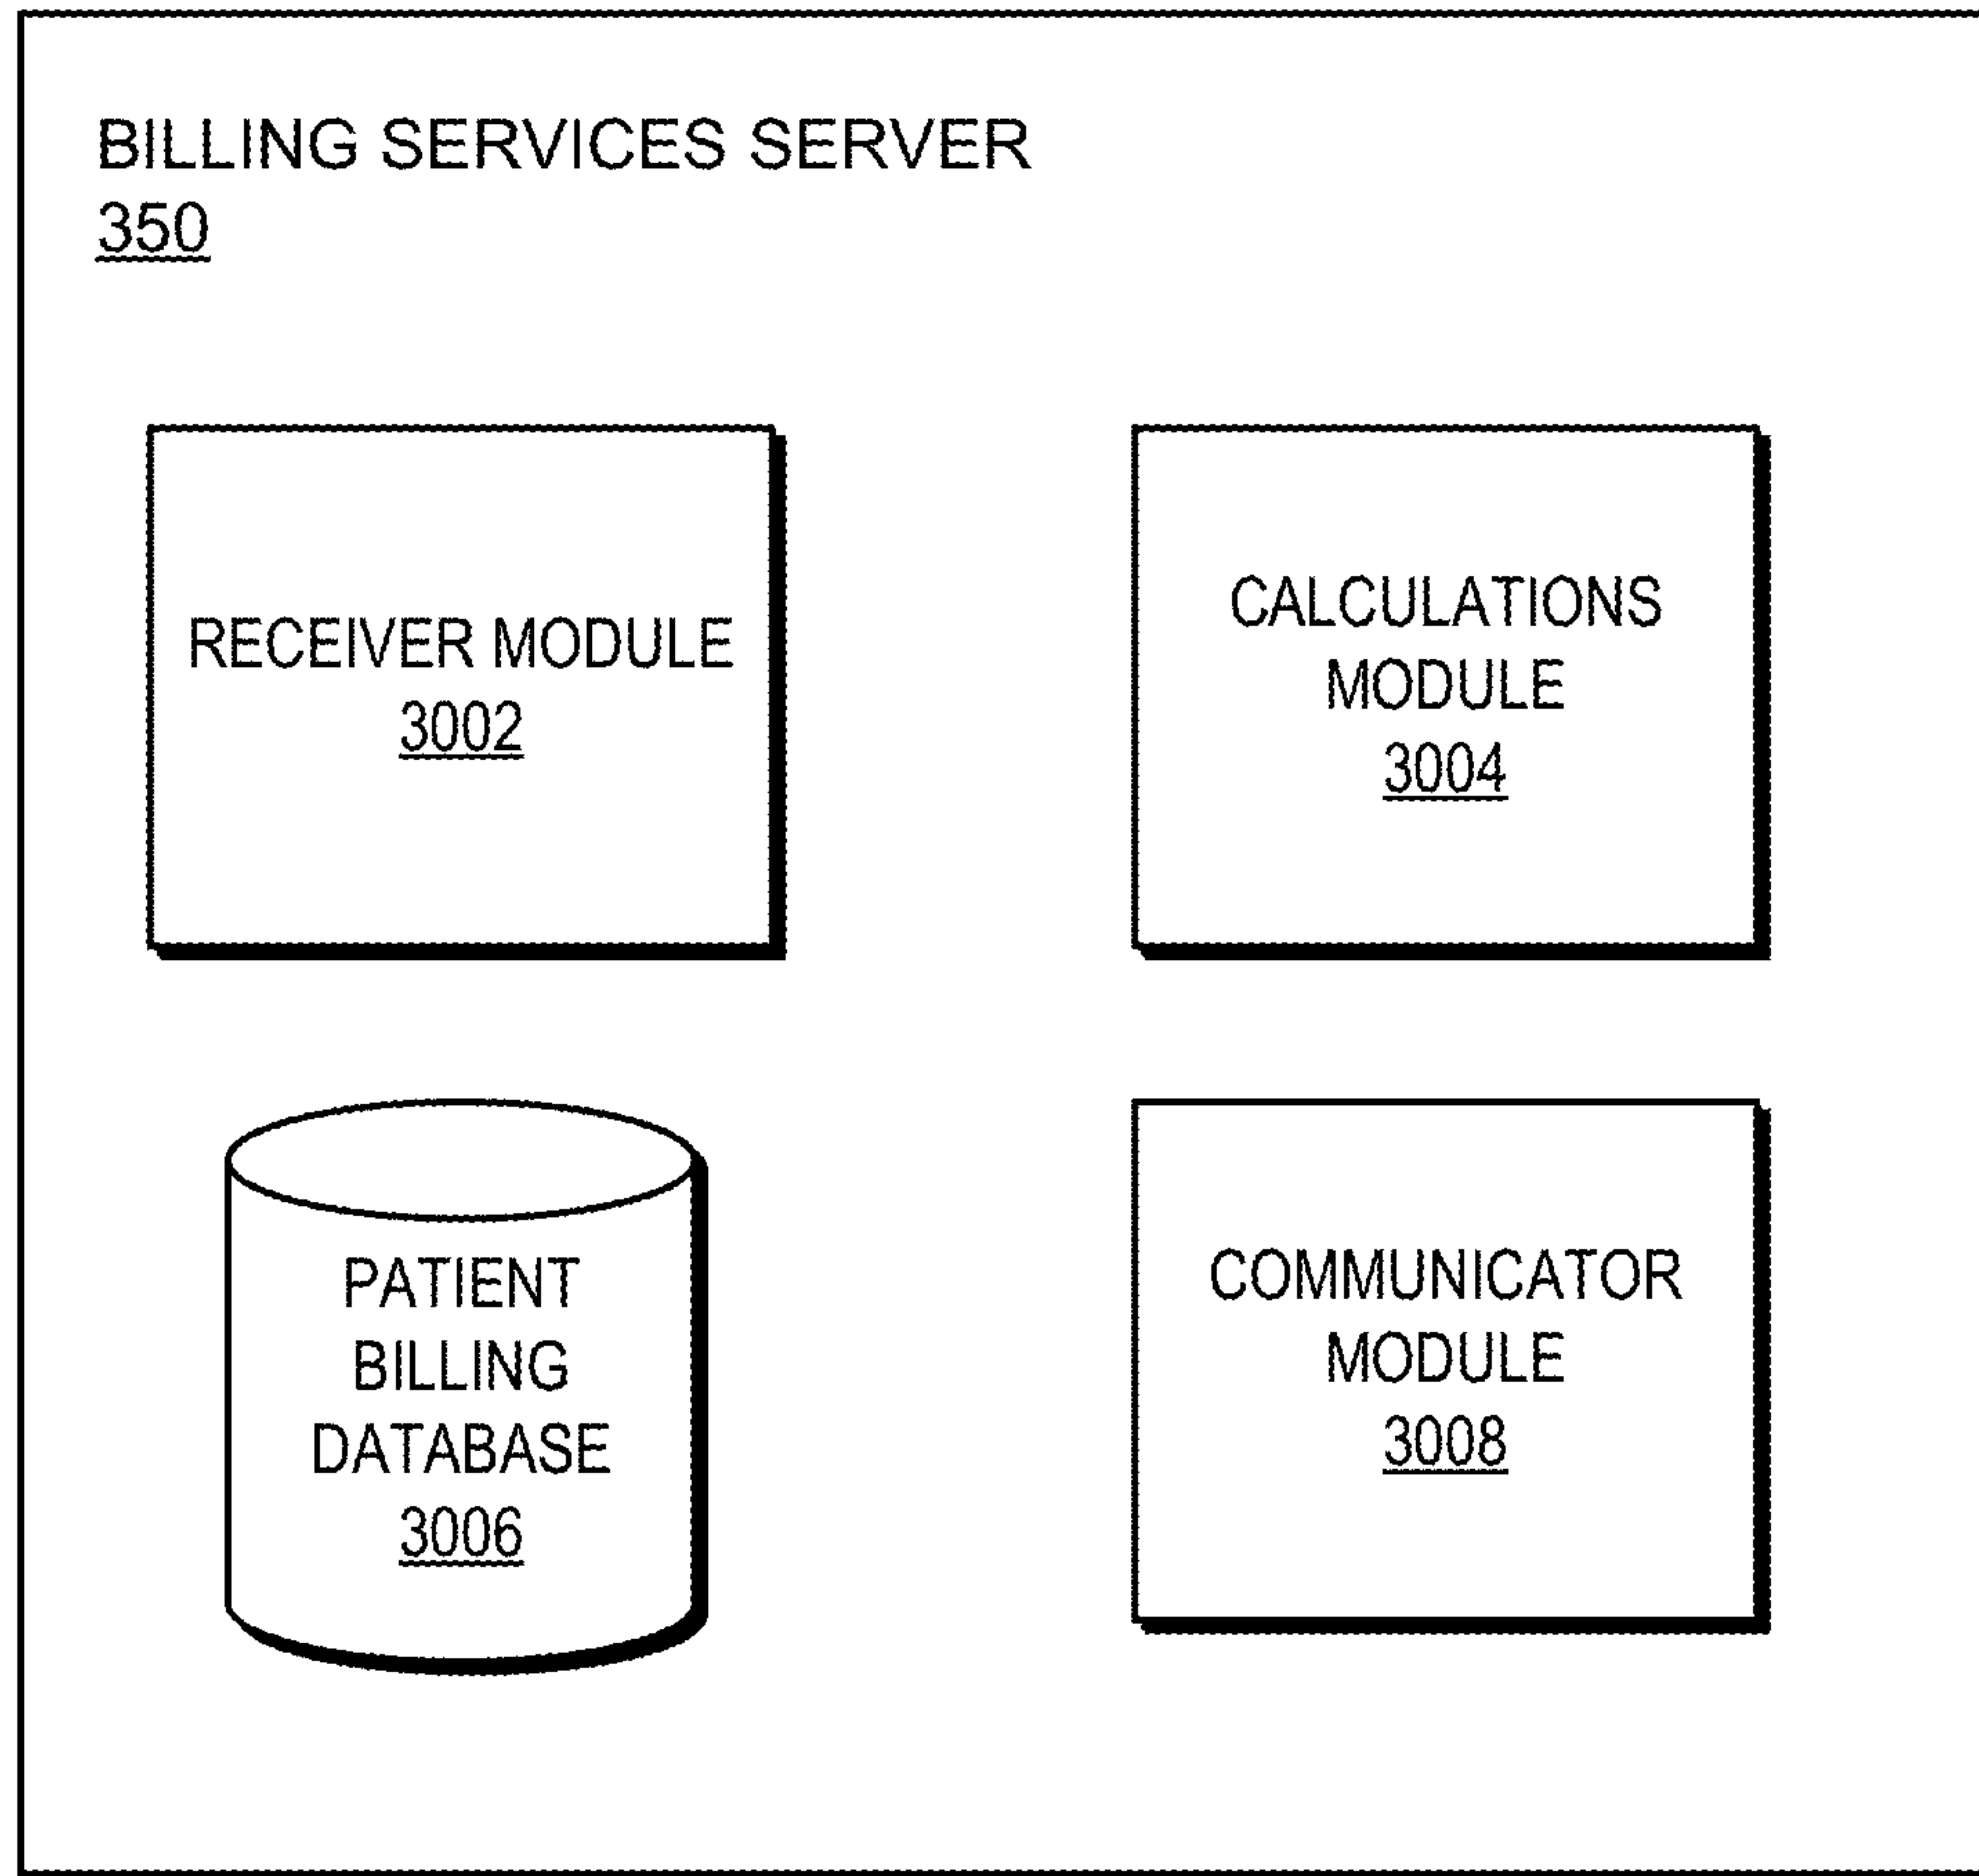 BILLING SERVICES SERVER
350
RECEIVER MODULE
3002
CALCULATIONS
MODULE
3004
PATIENT
BILLING
DATABASE
3006
COMMUNICATOR
MODULE
3008